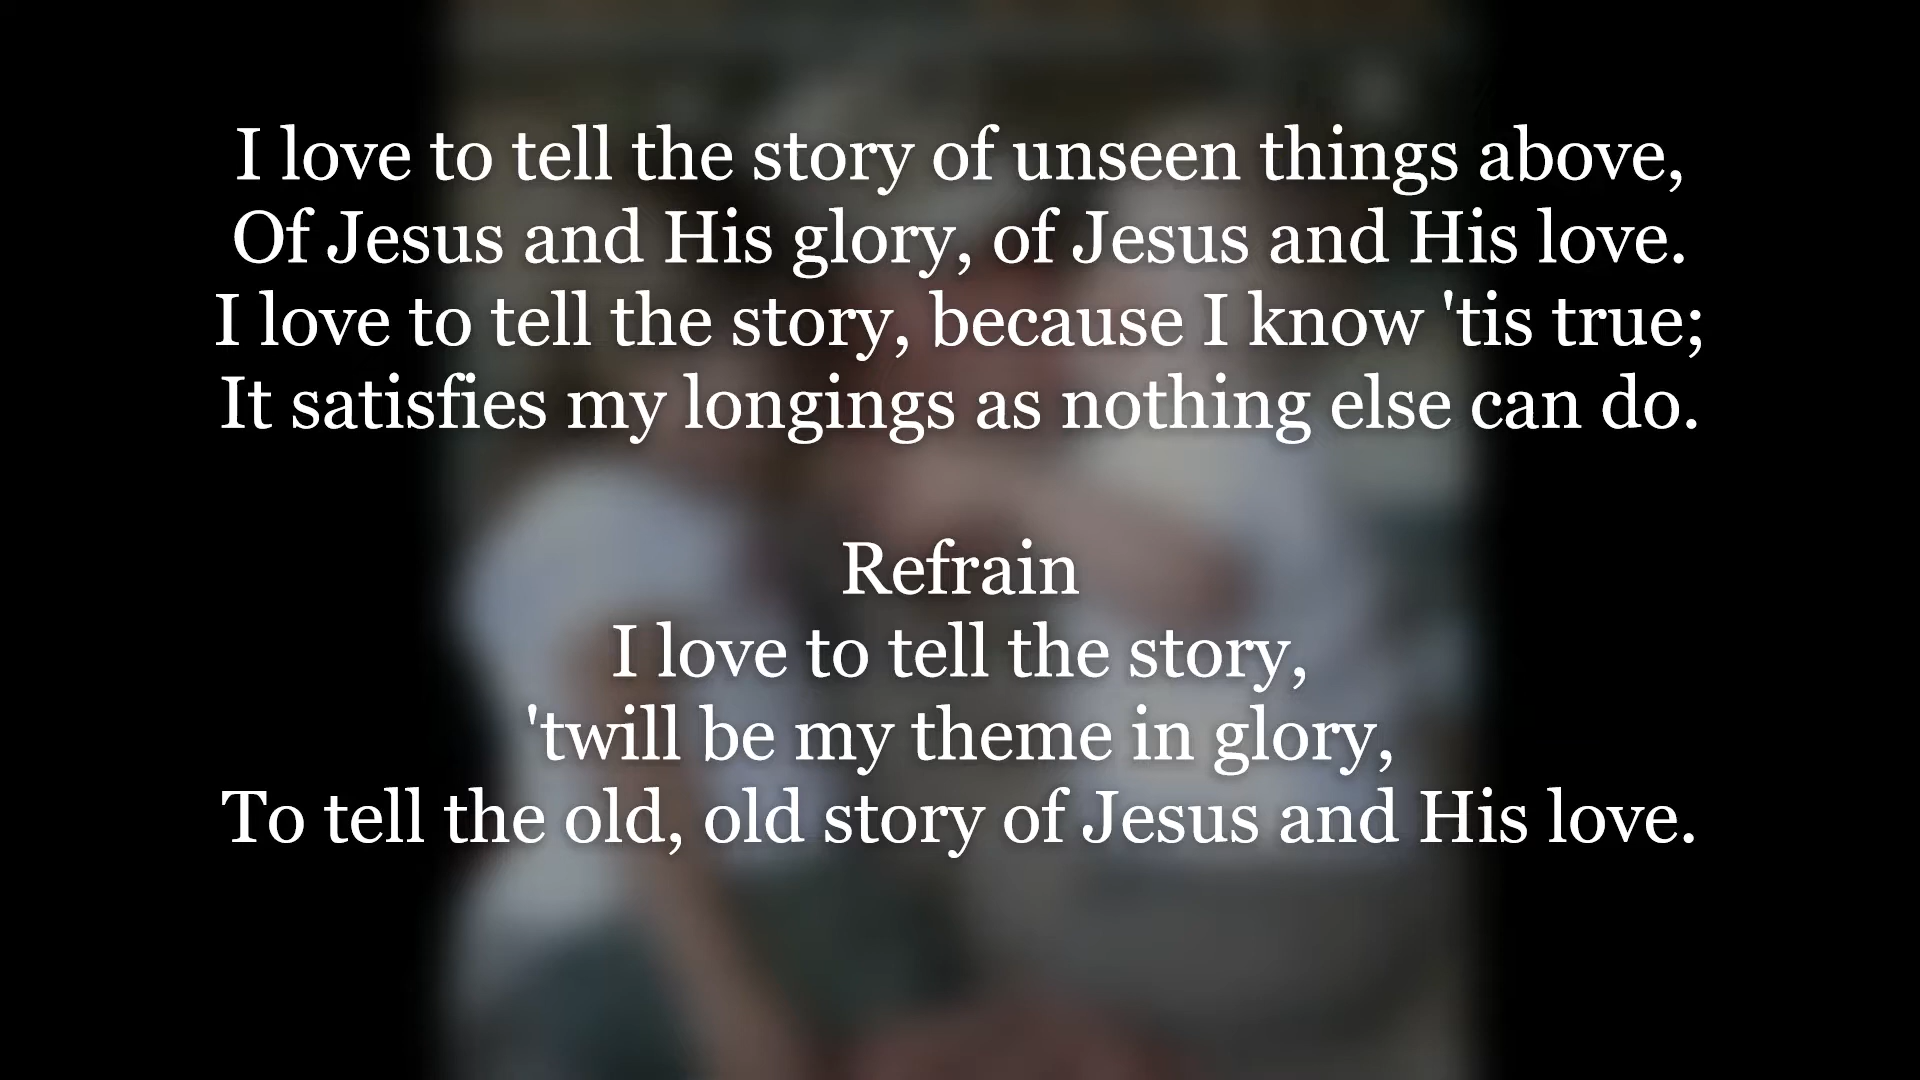 I love to tell the story of unseen things above,
Of Jesus and His glory, of Jesus and His love.
I love to tell the story, because I know 'tis true;
It satisfies my longings as nothing else can do.
Refrain
I love to tell the story,
'twill be my theme in glory,
To tell the old, old story of Jesus and His love.